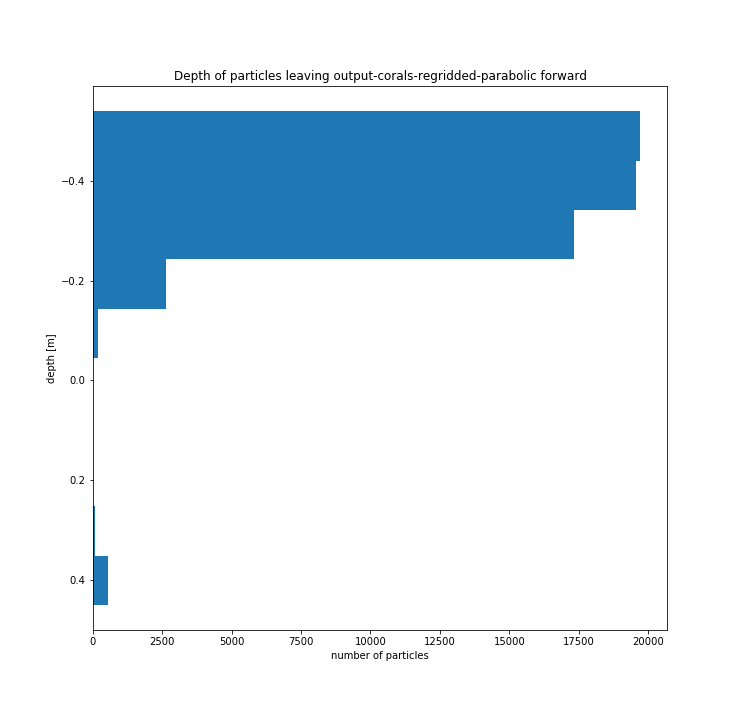 Depth of particles leaving output-corals-regridded-parabolic forward
−0.4
−0.2
0.0
0.2
0.4
depth [m]
0 2500 5000 7500 10000 12500 15000 17500 20000
number of particles